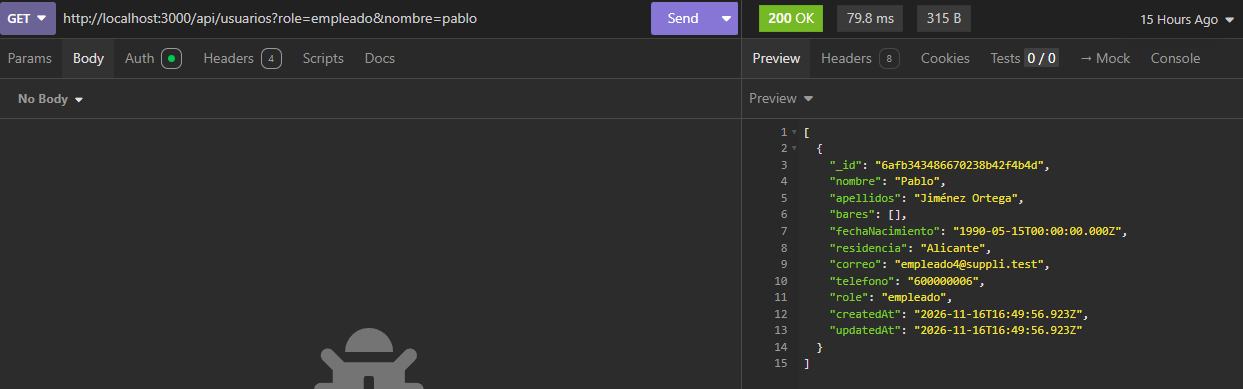 GET http://localhost:3000/api/usuarios?role=empleado&nombre=pablo Send
Params Body Auth Headers 4 Scripts Docs
No Body
200 OK 79.8 ms 315 B 15 Hours Ago
Preview Headers 8 Cookies Tests 0 / 0 → Mock Console
Preview
1 [
2 {
3 "_id": "6afb343486670238b42f4b4d",
4 "nombre": "Pablo",
5 "apellidos": "Jiménez Ortega",
6 "bares": [],
7 "fechaNacimiento": "1990-05-15T00:00:00.000Z",
8 "residencia": "Alicante",
9 "correo": "empleado4@suppli.test",
10 "telefono": "600000006",
11 "role": "empleado",
12 "createdAt": "2026-11-16T16:49:56.923Z",
13 "updatedAt": "2026-11-16T16:49:56.923Z"
14 }
15 ]